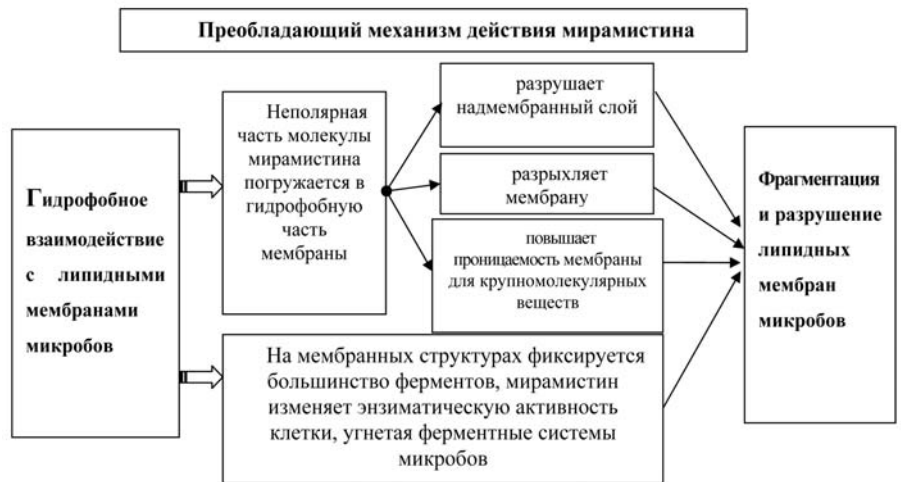 Преобладающий механизм действия мирамистина
Гидрофобное
взаимодействие
с липидными
мембранами
микробов
Неполярная
часть молекулы
мирамистина
погружается в
гидрофобную
часть
мембраны
разрушает
надмембранный слой
разрыхляет
мембрану
повышает
проницаемость мембраны
для крупномолекулярных
веществ
На мембранных структурах фиксируется
большинство ферментов, мирамистин
изменяет энзиматическую активность
клетки, угнетая ферментные системы
микробов
Фрагментация
и разрушение
липидных
мембран
микробов